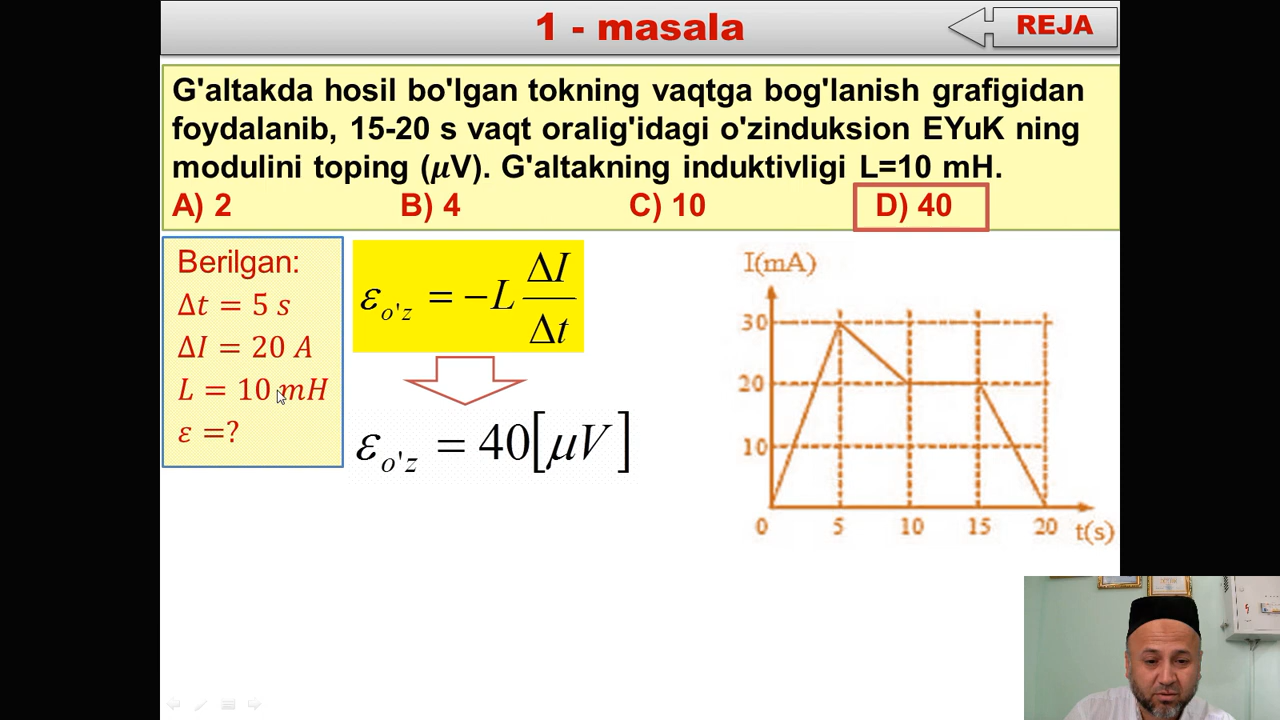 1 - masala
REJA
G'altakda hosil bo'lgan tokning vaqtga bog'lanish grafigidan
foydalanib, 15-20 s vaqt oralig'idagi o'zinduksion EYuK ning
modulini toping (𝝁V). G'altakning induktivligi L=10 mH.
A) 2 B) 4 C) 10 D) 40
Berilgan:
Δt = 5 s
ΔI = 20 A
L = 10 mH
ε =?
ε o'z = −L ΔI/Δt
ε o'z = 40[μV]
I(mA)
30
20
10
0 5 10 15 20 t(s)